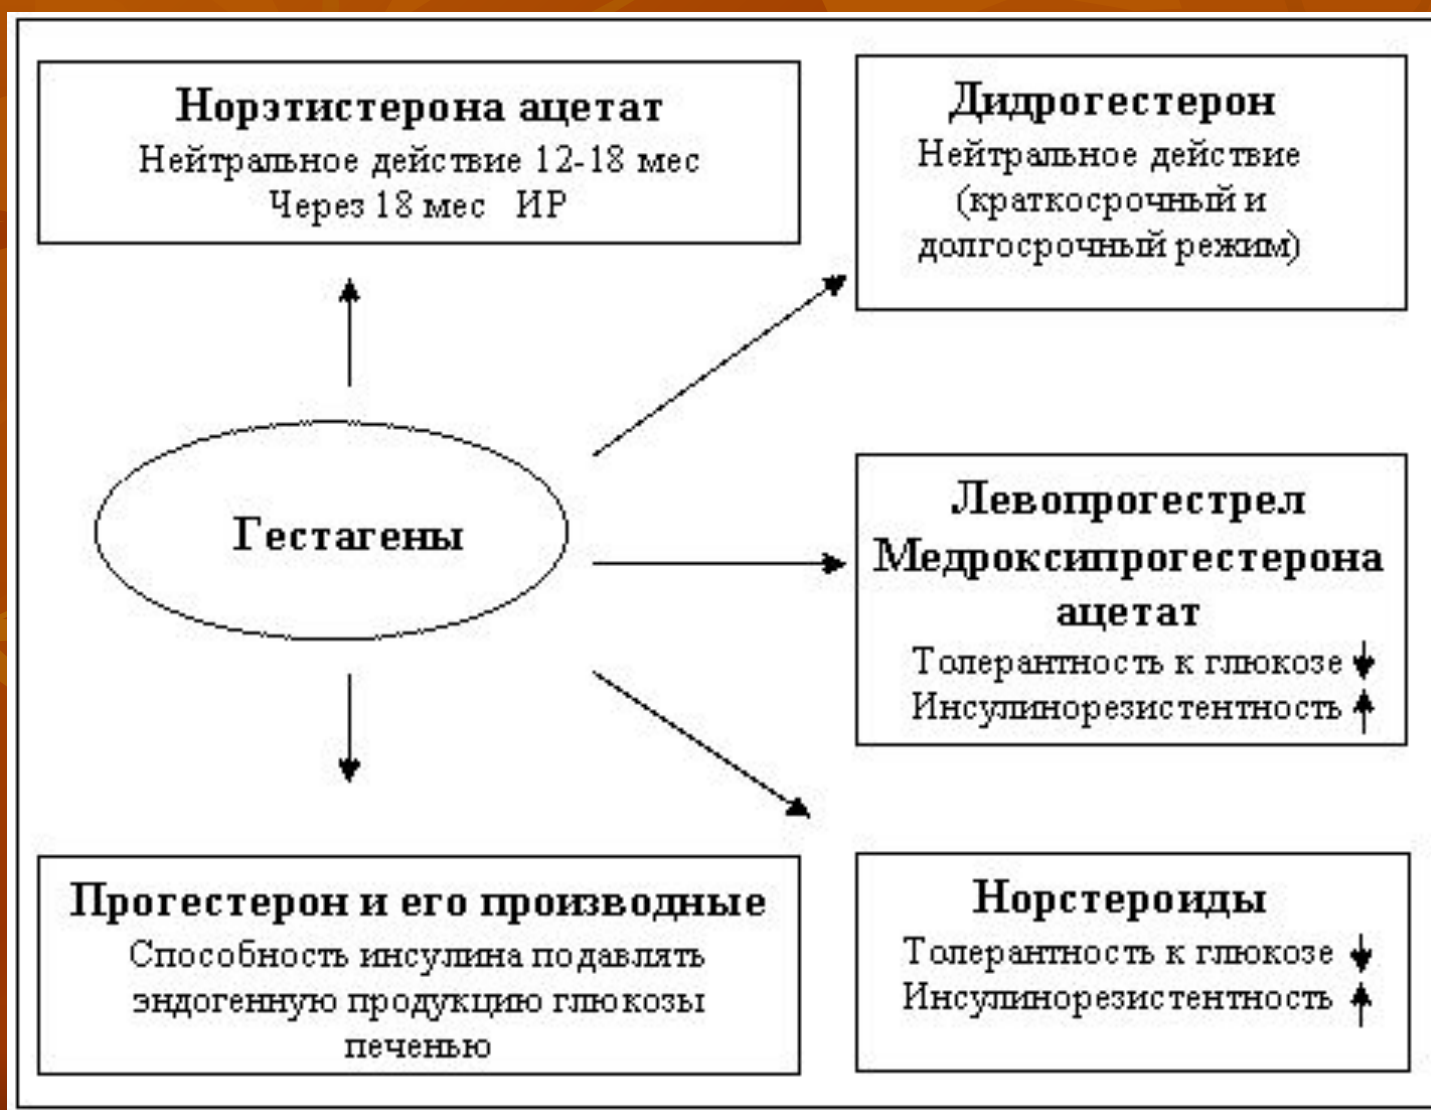 Норэтистерона ацетат
Нейтральное действие 12-18 мес
Через 18 мес ИР
Дидрогестерон
Нейтральное действие
(краткосрочный и
долгосрочный режим)
Гестагены
Левопрогестрел
Медроксипрогестерона
ацетат
Толерантность к глюкозе ↓
Инсулинорезистентность ↑
Прогестерон и его производные
Способность инсулина подавлять
эндогенную продукцию глюкозы
печенью
Норстероиды
Толерантность к глюкозе ↓
Инсулинорезистентность ↑